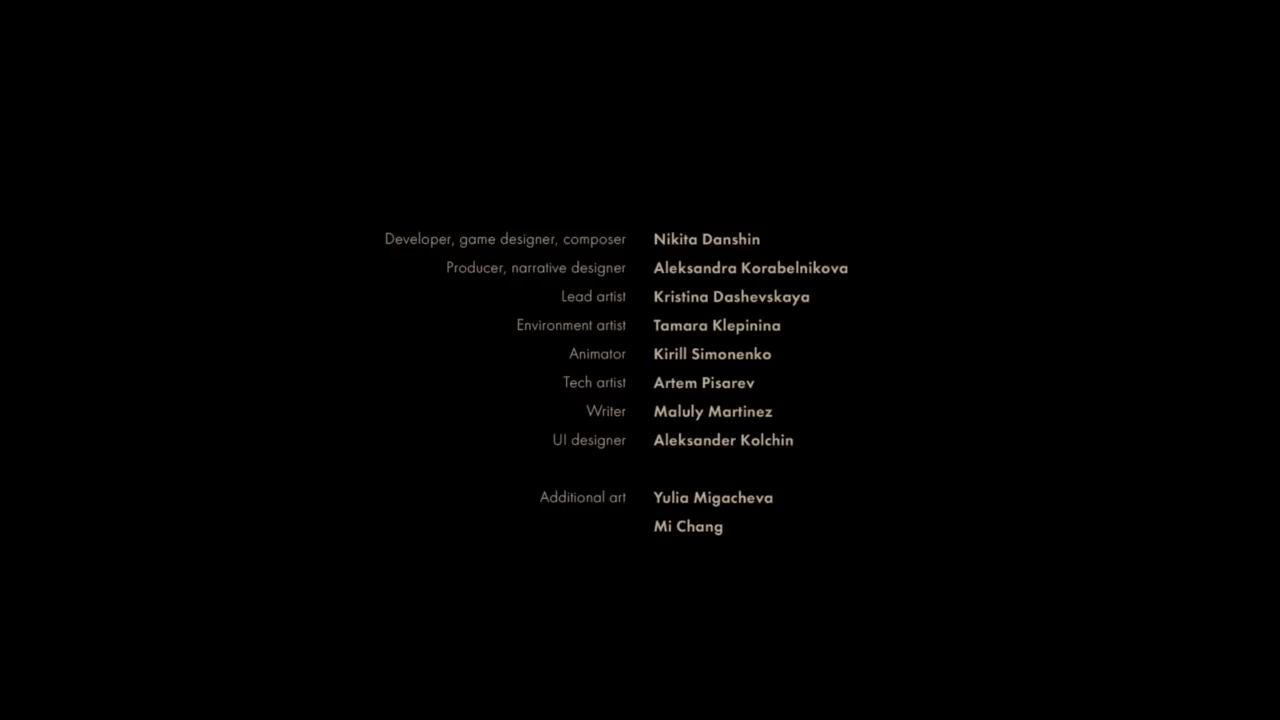 Developer, game designer, composer Nikita Danshin
Producer, narrative designer Aleksandra Korabelnikova
Lead artist Kristina Dashevskaya
Environment artist Tamara Klepinina
Animator Kirill Simonenko
Tech artist Artem Pisarev
Writer Maluly Martinez
UI designer Aleksander Kolchin
Additional art Yulia Migacheva
Mi Chang